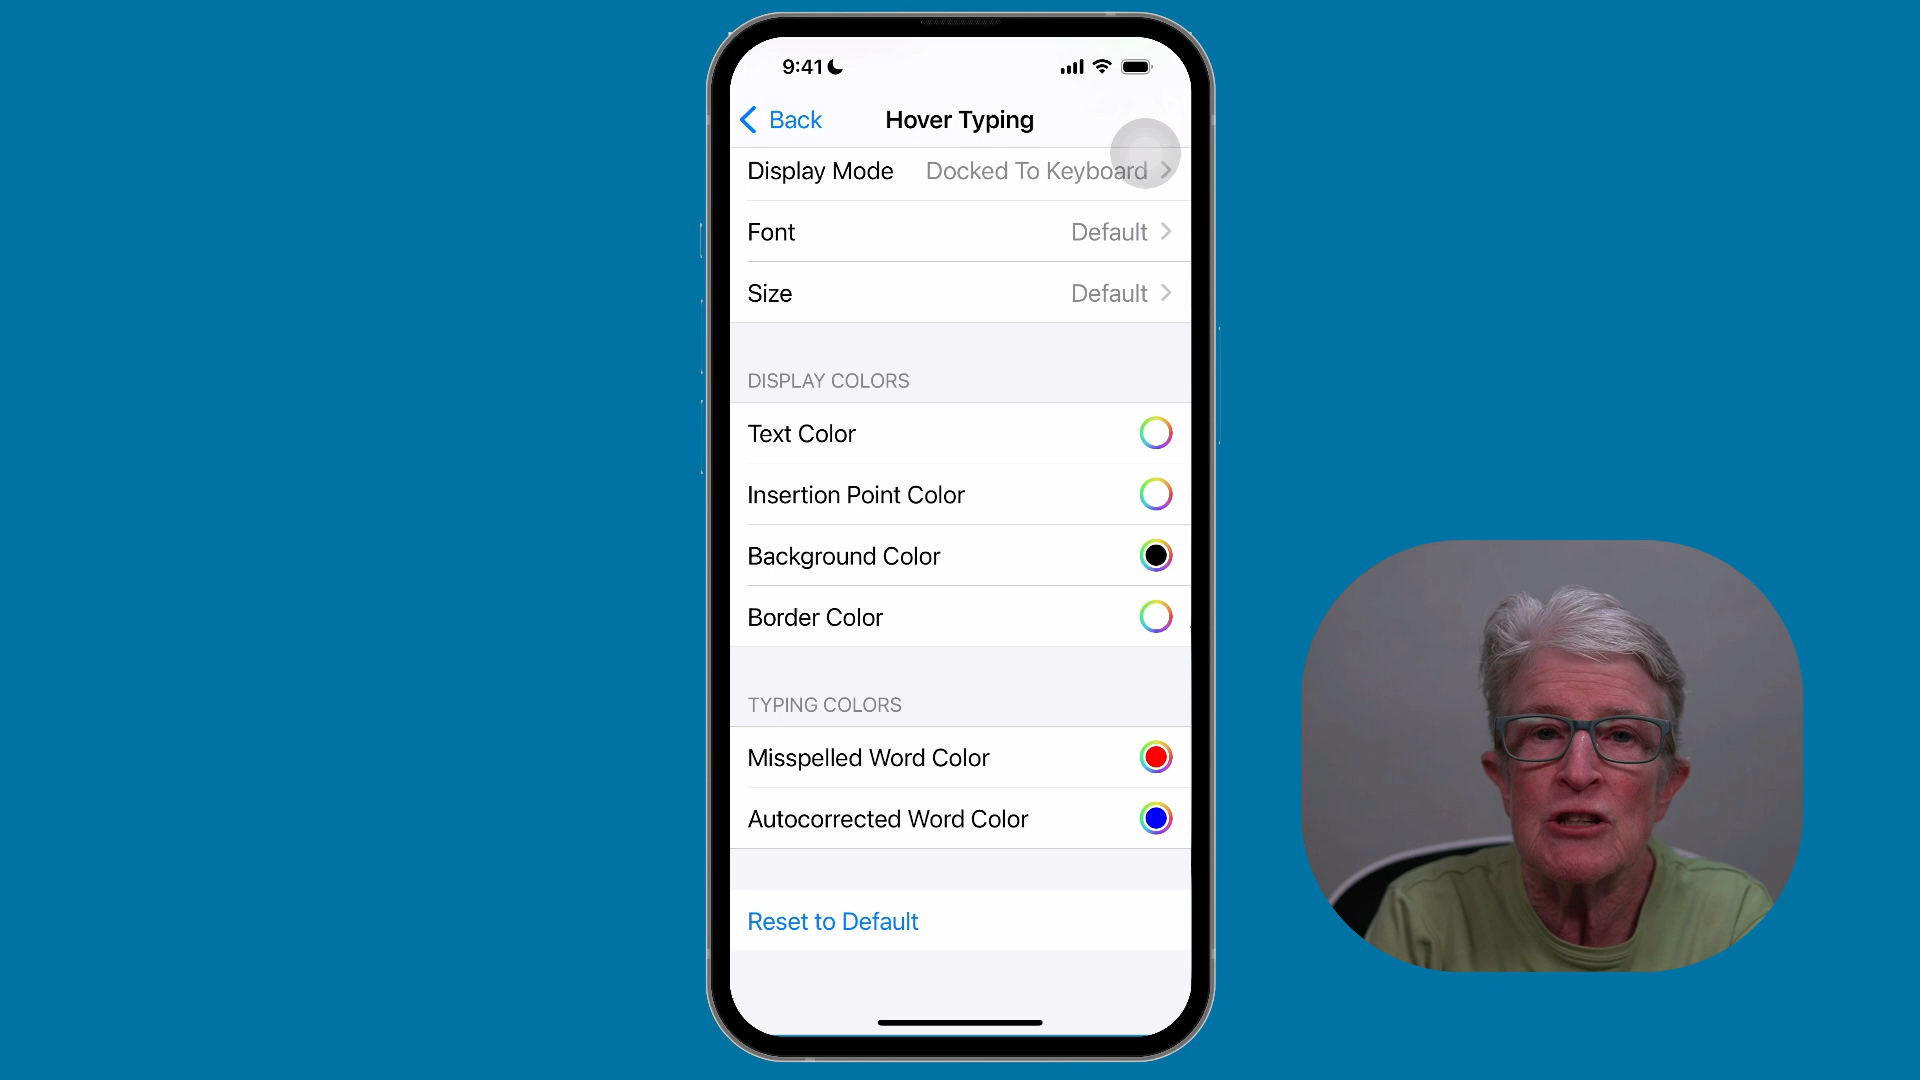 9:41
Back
Hover Typing
Display Mode Docked To Keyboard
Font Default
Size Default
DISPLAY COLORS
Text Color
Insertion Point Color
Background Color
Border Color
TYPING COLORS
Misspelled Word Color
Autocorrected Word Color
Reset to Default